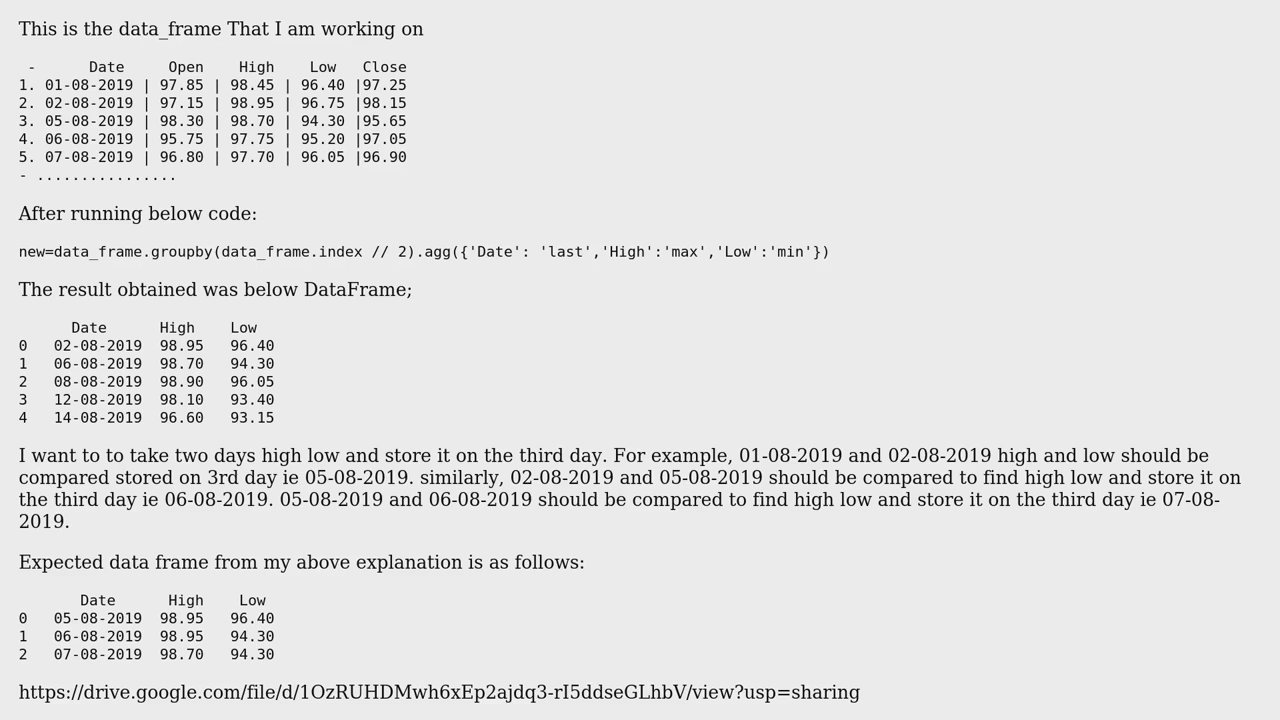 This is the data_frame That I am working on
 -      Date     Open    High    Low   Close
1. 01-08-2019 | 97.85 | 98.45 | 96.40 |97.25
2. 02-08-2019 | 97.15 | 98.95 | 96.75 |98.15
3. 05-08-2019 | 98.30 | 98.70 | 94.30 |95.65
4. 06-08-2019 | 95.75 | 97.75 | 95.20 |97.05
5. 07-08-2019 | 96.80 | 97.70 | 96.05 |96.90
- ................
After running below code:
new=data_frame.groupby(data_frame.index // 2).agg({'Date': 'last','High':'max','Low':'min'})
The result obtained was below DataFrame;
      Date      High    Low
0   02-08-2019  98.95   96.40
1   06-08-2019  98.70   94.30
2   08-08-2019  98.90   96.05
3   12-08-2019  98.10   93.40
4   14-08-2019  96.60   93.15
I want to to take two days high low and store it on the third day. For example, 01-08-2019 and 02-08-2019 high and low should be
compared stored on 3rd day ie 05-08-2019. similarly, 02-08-2019 and 05-08-2019 should be compared to find high low and store it on
the third day ie 06-08-2019. 05-08-2019 and 06-08-2019 should be compared to find high low and store it on the third day ie 07-08-
2019.
Expected data frame from my above explanation is as follows:
       Date      High    Low
0   05-08-2019  98.95   96.40
1   06-08-2019  98.95   94.30
2   07-08-2019  98.70   94.30
https://drive.google.com/file/d/1OzRUHDMwh6xEp2ajdq3-rI5ddseGLhbV/view?usp=sharing